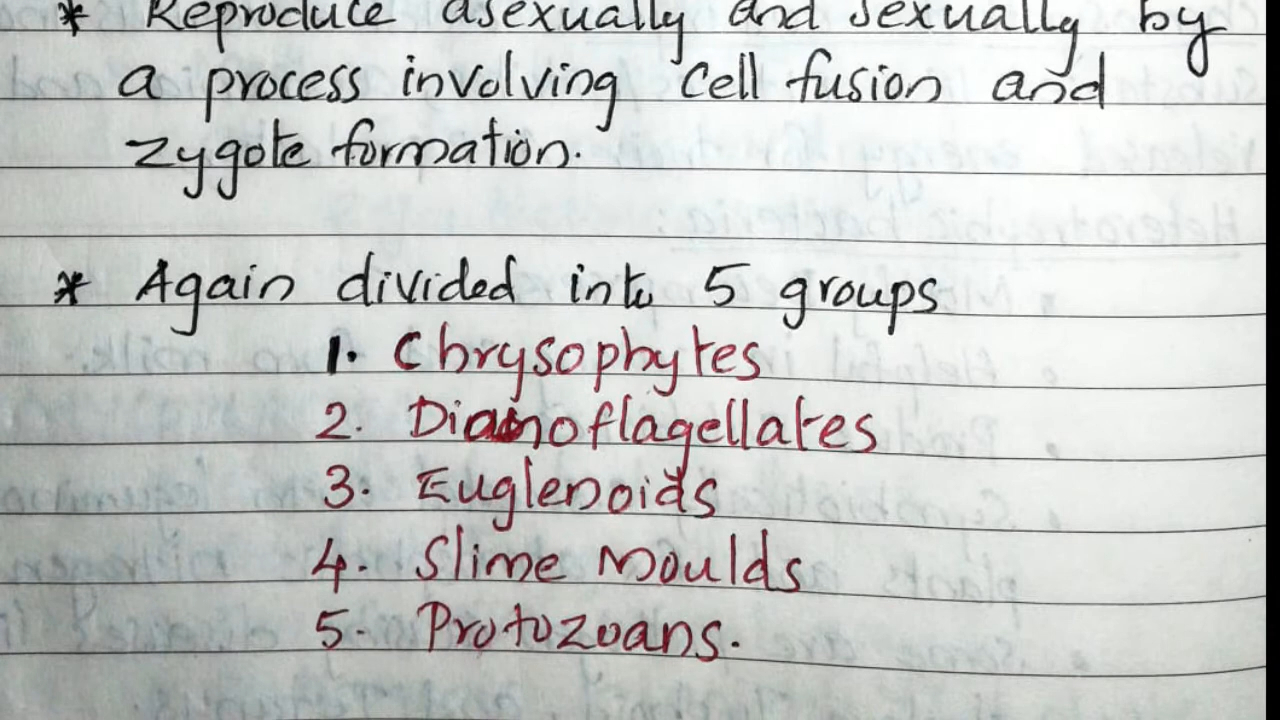 * Reproduce asexually and sexually by
a process involving cell fusion and
zygote formation.
* Again divided into 5 groups
1. Chrysophytes
2. Dianoflagellates
3. Euglenoids
4. Slime Moulds
5. Protozoans.